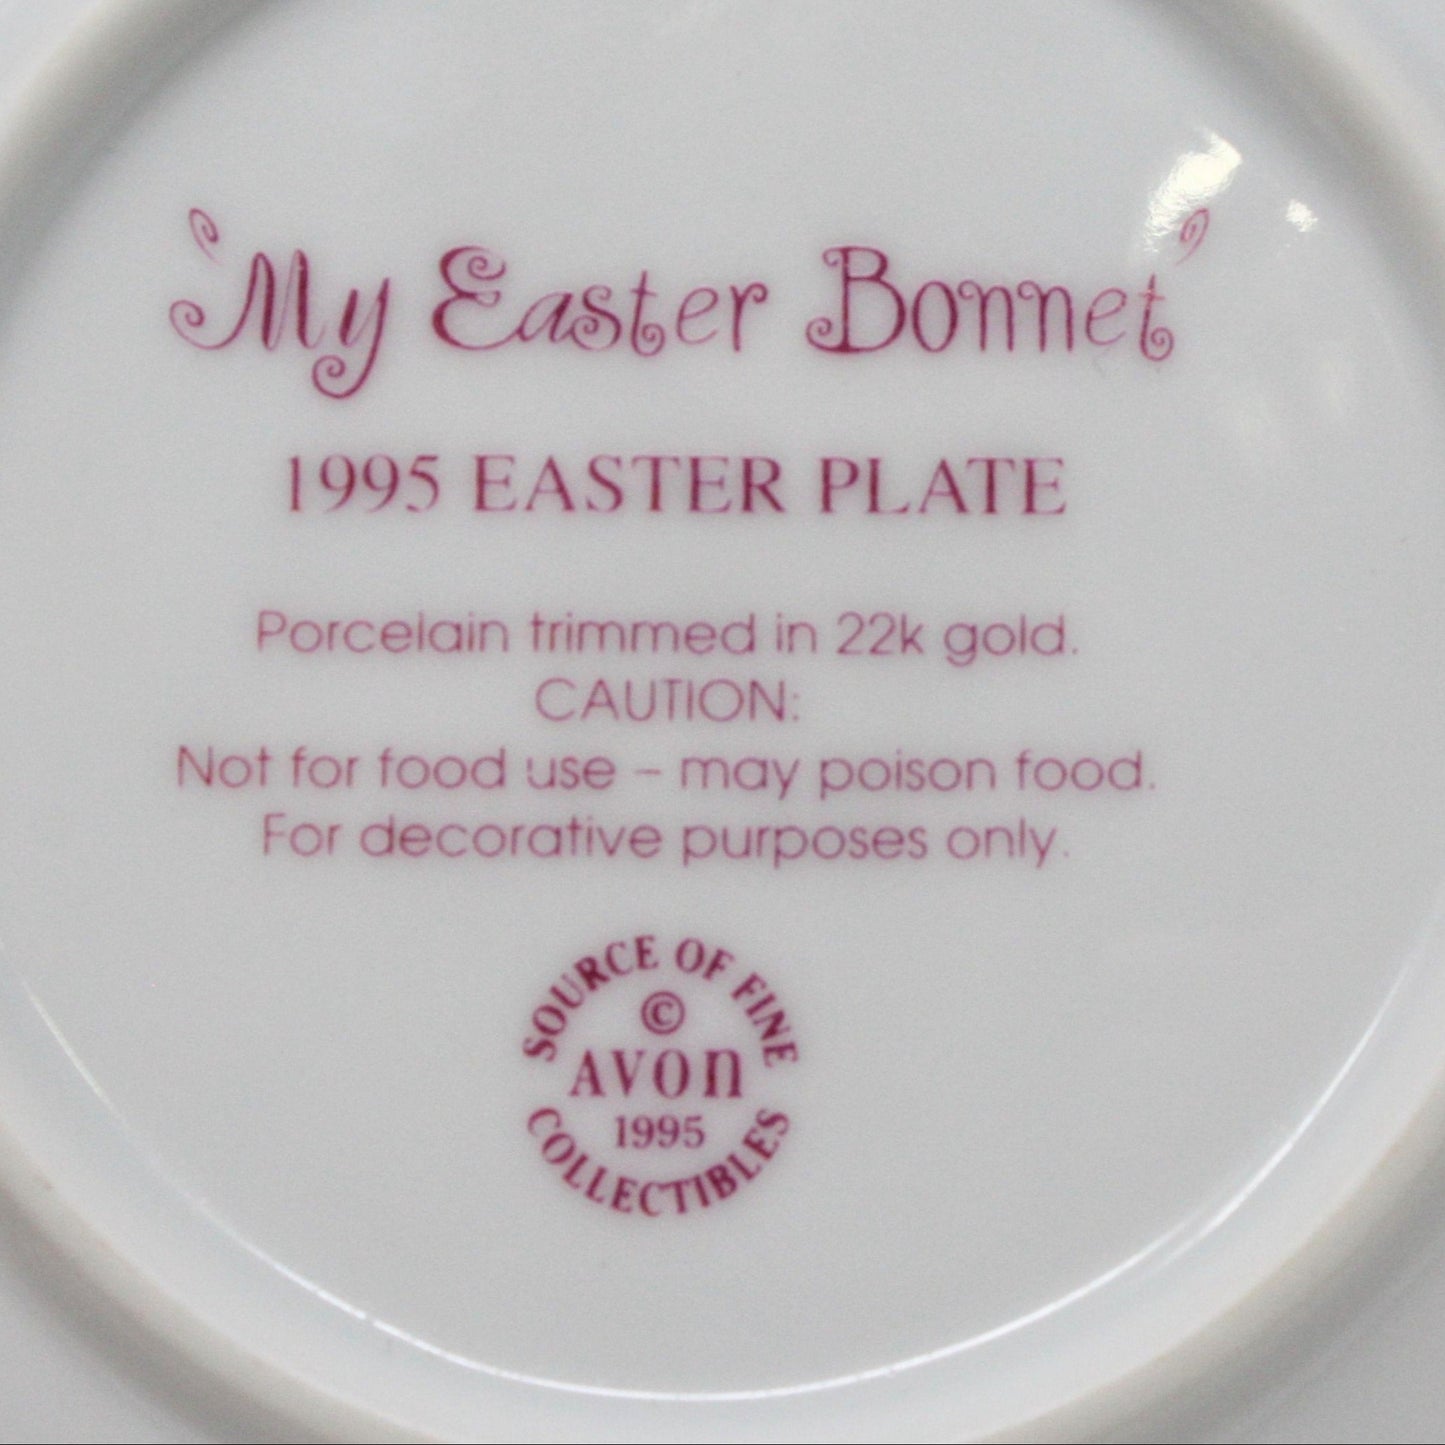 'My Easter Bonnet'
1995 EASTER PLATE
Porcelain trimmed in 22k gold.
CAUTION:
Not for food use – may poison food.
For decorative purposes only.
SOURCE OF FINE
©
AVON
1995
COLLECTIBLES